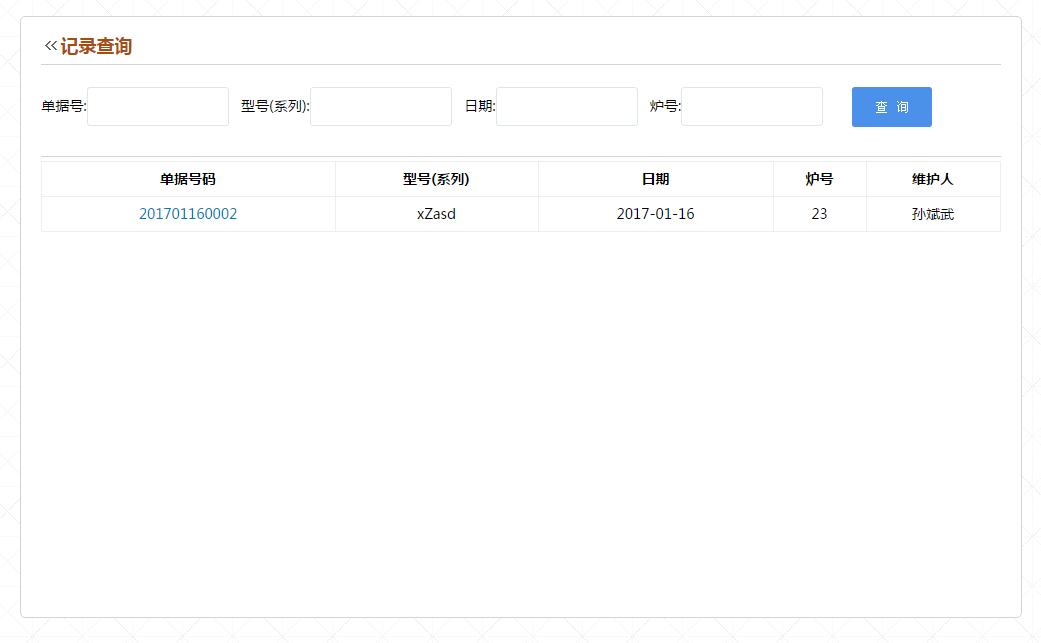 «记录查询
单据号: 型号(系列): 日期: 炉号: 查 询
单据号码 型号(系列) 日期 炉号 维护人
201701160002 xZasd 2017-01-16 23 孙斌武